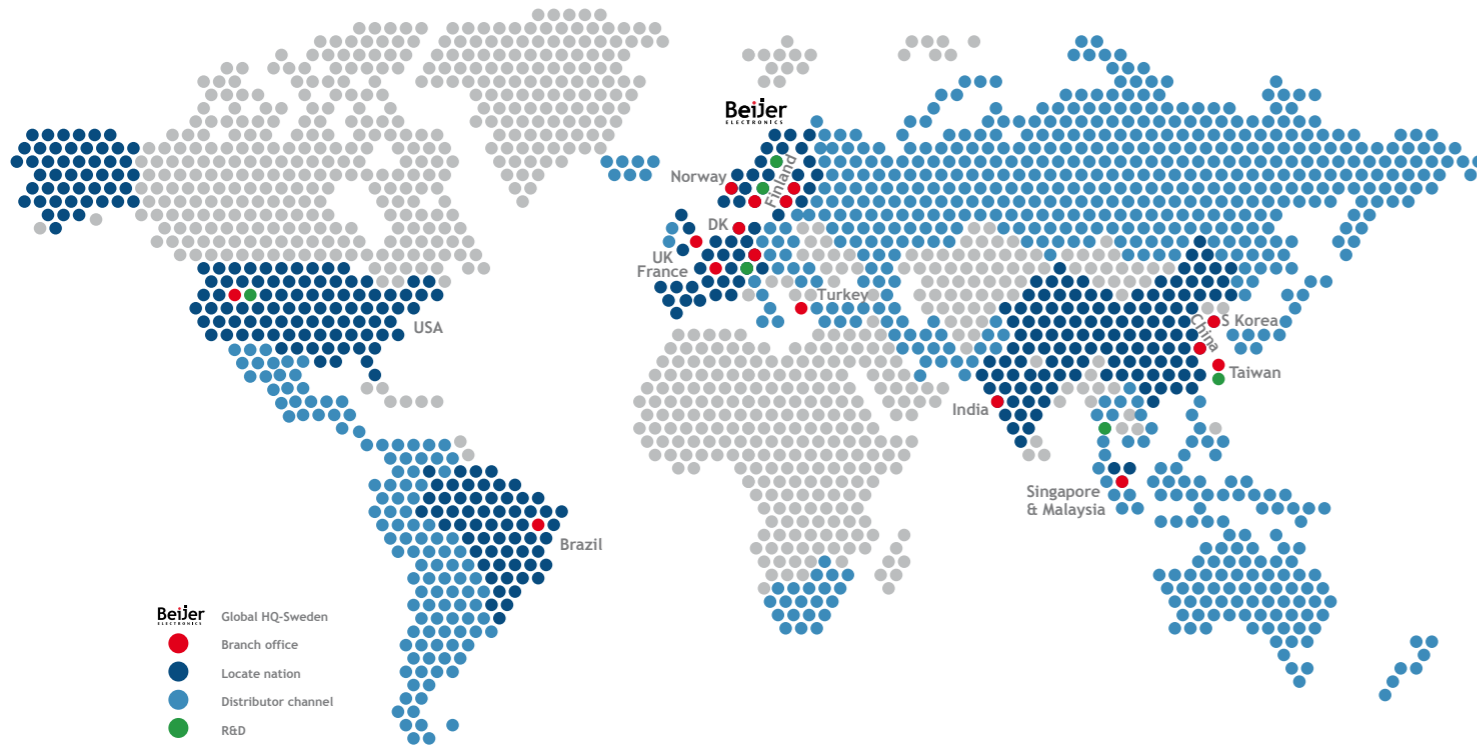 Beijer
ELECTRONICS
Norway
Finland
DK
UK
France
Turkey
USA
S Korea
China
Taiwan
India
Singapore
& Malaysia
Brazil
Beijer
ELECTRONICS
Global HQ-Sweden
Branch office
Locate nation
Distributor channel
R&D